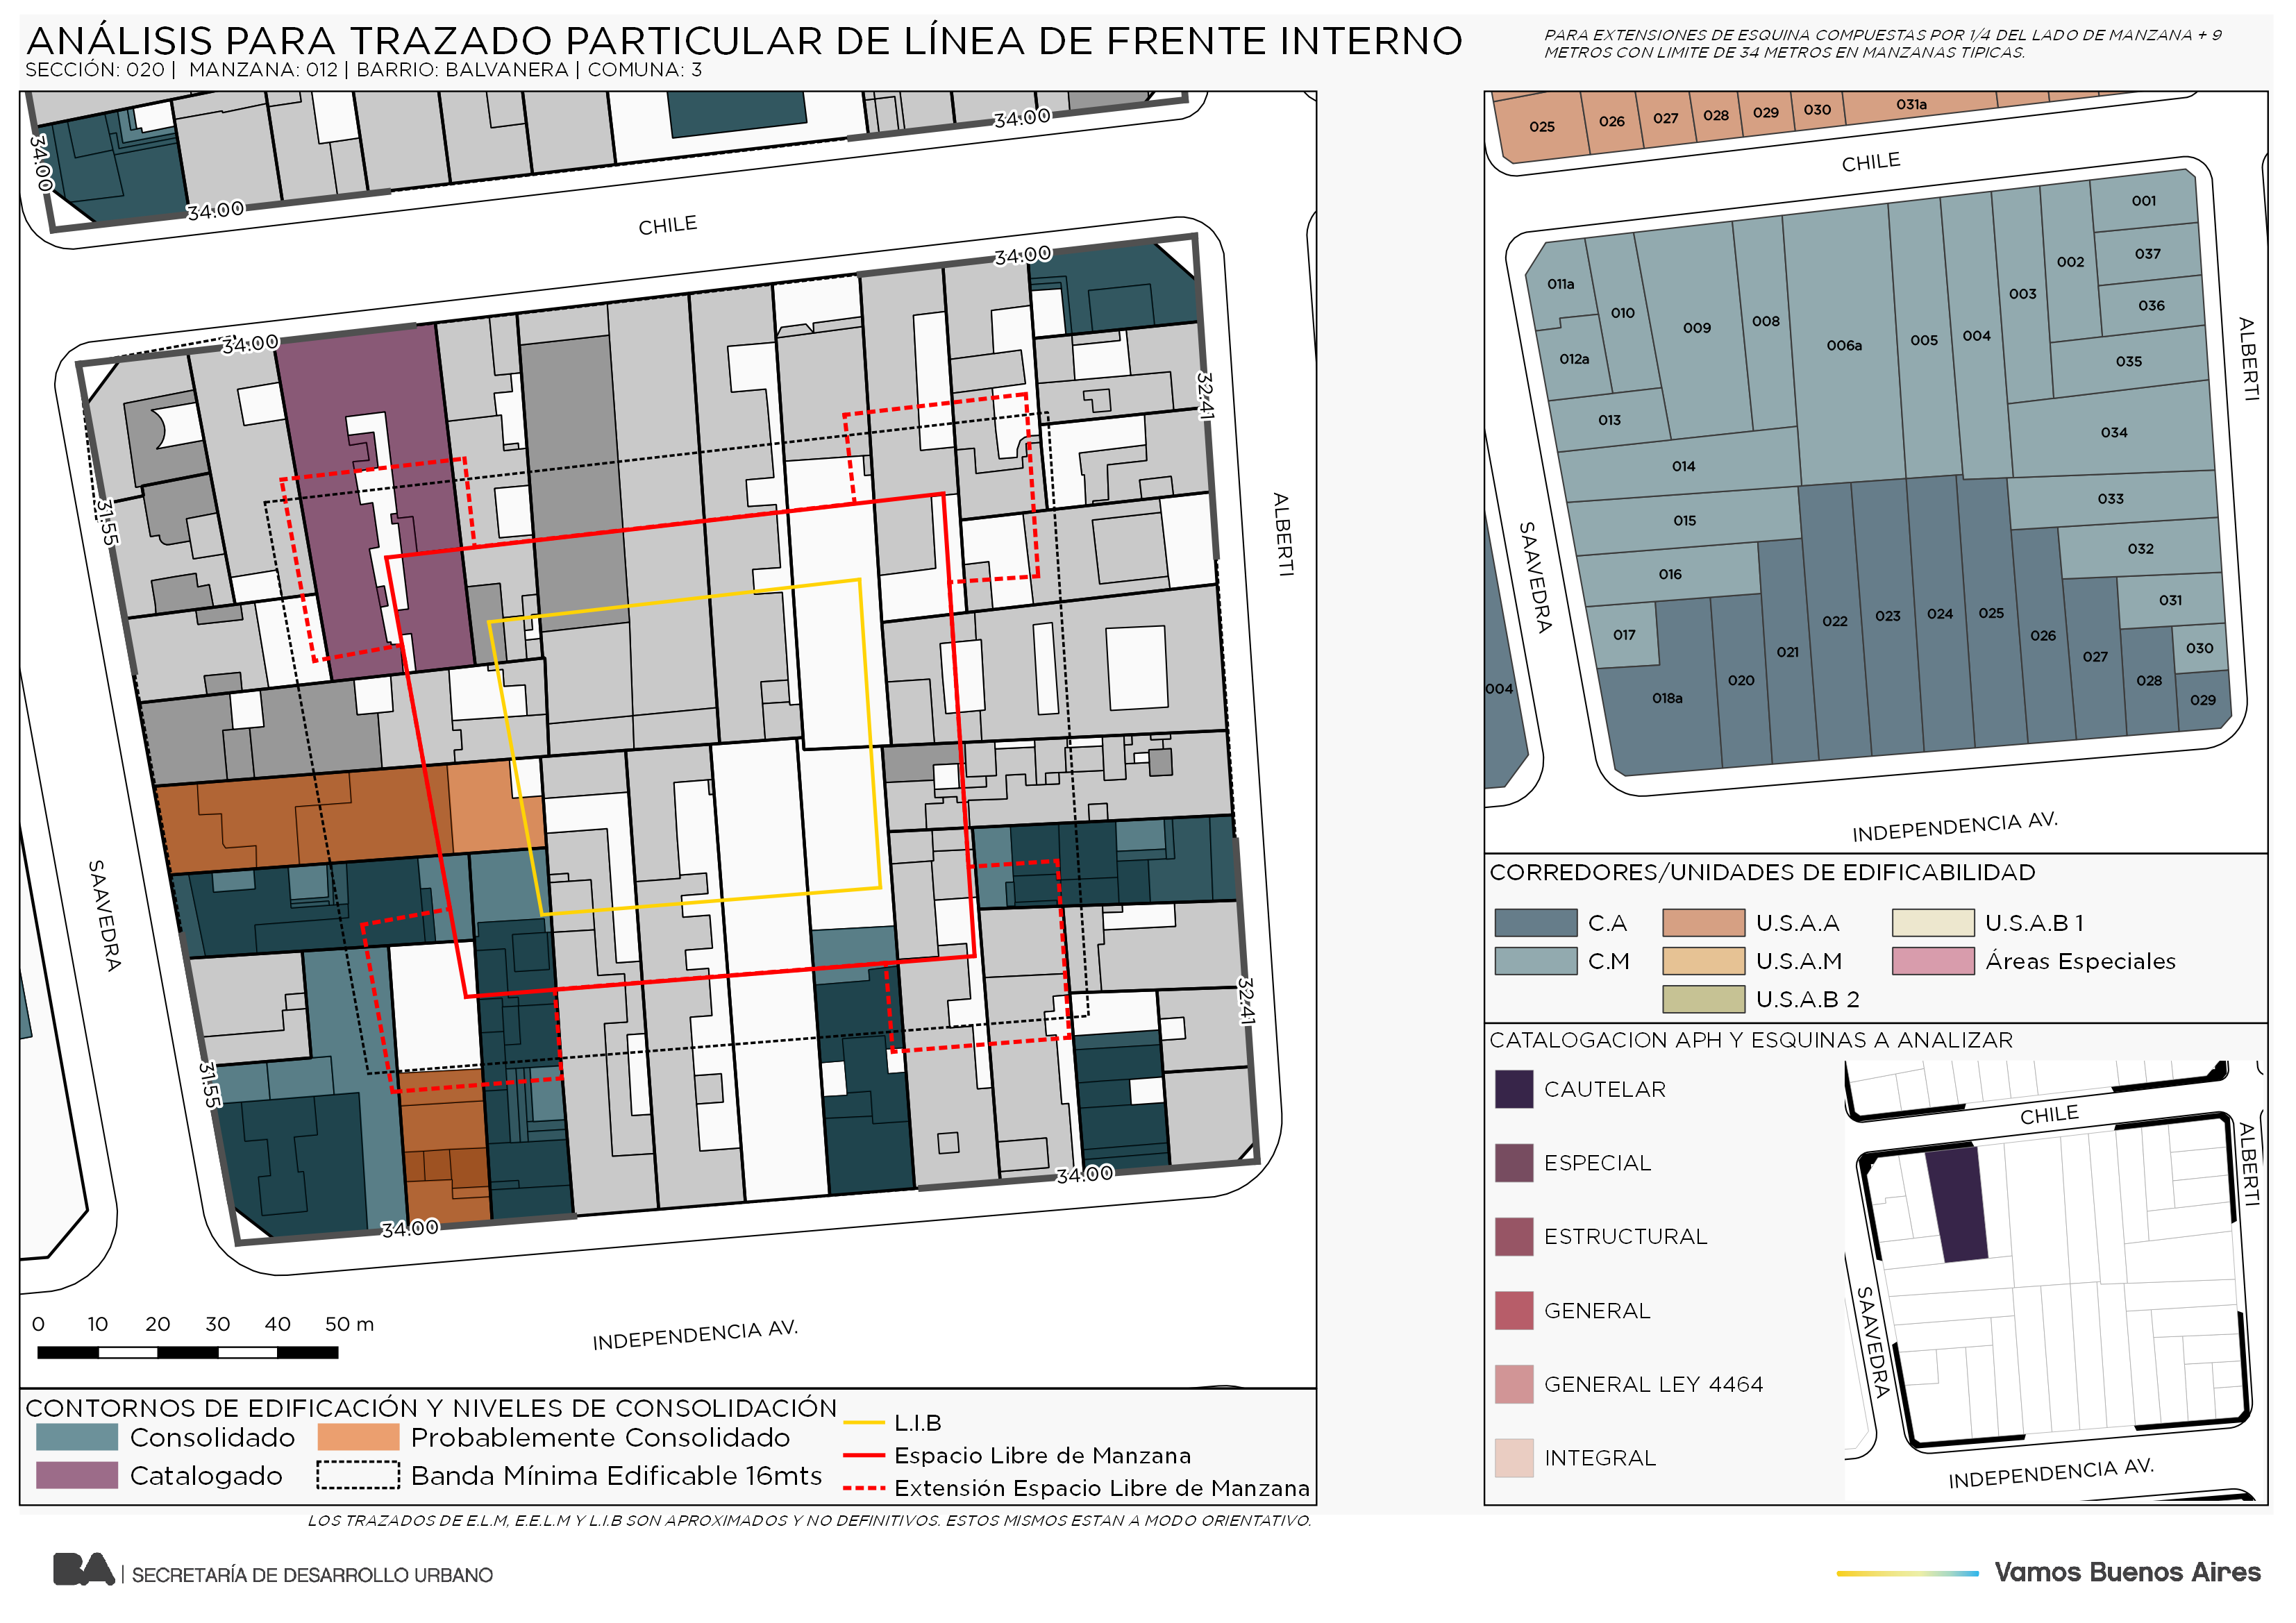 ANÁLISIS PARA TRAZADO PARTICULAR DE LÍNEA DE FRENTE INTERNO
SECCIÓN: 020 | MANZANA: 012 | BARRIO: BALVANERA | COMUNA: 3
PARA EXTENSIONES DE ESQUINA COMPUESTAS POR 1/4 DEL LADO DE MANZANA + 9
METROS CON LIMITE DE 34 METROS EN MANZANAS TIPICAS.
34.00
34.00
34.00
CHILE
34.00
34.00
32.41
31.55
ALBERTI
SAAVEDRA
32.41
31.55
34.00
34.00
INDEPENDENCIA AV.
0 10 20 30 40 50 m
CONTORNOS DE EDIFICACIÓN Y NIVELES DE CONSOLIDACIÓN
Consolidado
Probablemente Consolidado
Catalogado
Banda Mínima Edificable 16mts
L.I.B
Espacio Libre de Manzana
Extensión Espacio Libre de Manzana
LOS TRAZADOS DE E.L.M, E.E.L.M Y L.I.B SON APROXIMADOS Y NO DEFINITIVOS. ESTOS MISMOS ESTAN A MODO ORIENTATIVO.
025 026 027 028 029 030 031a
CHILE
001
037
036
002
003
004
005
006a
008
009
010
011a
012a
013
014
015
016
017
018a
020
021
022
023
024
025
026
027
028
029
030
031
032
033
034
035
004
ALBERTI
SAAVEDRA
INDEPENDENCIA AV.
CORREDORES/UNIDADES DE EDIFICABILIDAD
C.A U.S.A.A U.S.A.B 1
C.M U.S.A.M Áreas Especiales
U.S.A.B 2
CATALOGACION APH Y ESQUINAS A ANALIZAR
CAUTELAR
ESPECIAL
ESTRUCTURAL
GENERAL
GENERAL LEY 4464
INTEGRAL
CHILE
ALBERTI
SAAVEDRA
INDEPENDENCIA AV.
BA | SECRETARÍA DE DESARROLLO URBANO
Vamos Buenos Aires